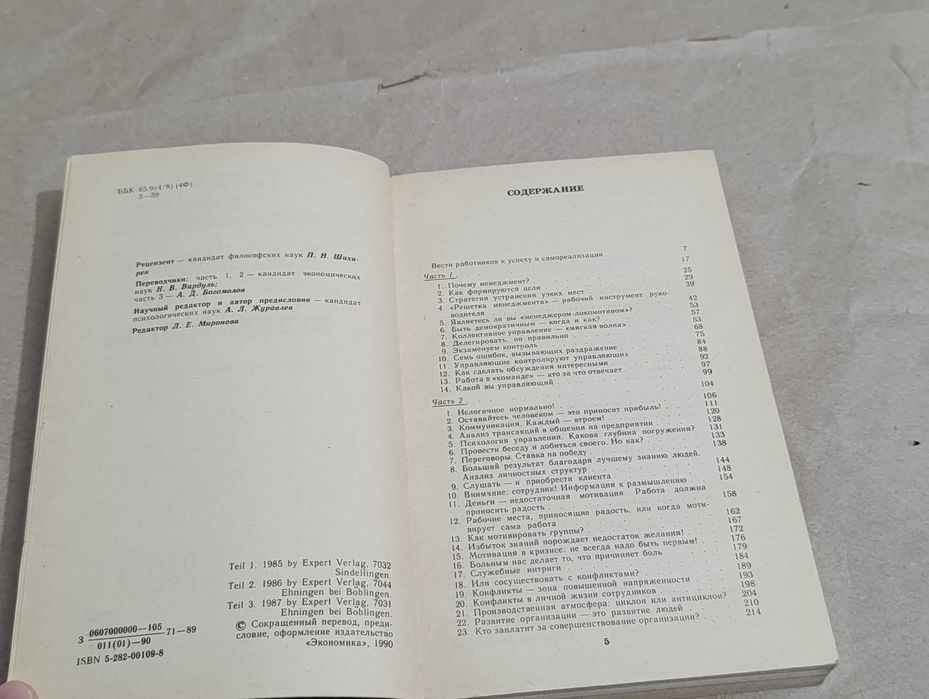 ББК 65.9(4/8) (4Ф)
З—59
Рецензент — кандидат философских наук П. Н. Шихи-
рев
Переводчики: часть 1, 2 — кандидат экономических
наук Н. В. Вардуль;
часть 3 — А. Д. Богомолов
Научный редактор и автор предисловия — кандидат
психологических наук А. Л. Журавлев
Редактор Л. Е. Миронова
Teil 1. 1985 by Expert Verlag, 7032
Sindellingen.
Teil 2. 1986 by Expert Verlag, 7044
Ehningen bei Boblingen.
Teil 3. 1987 by Expert Verlag, 7031
Ehningen bei Boblingen.
© Сокращенный перевод, преди-
словие, оформление издательство
«Экономика», 1990
З 0607000000—105
011(01)—90 71—89
ISBN 5-282-00109-8
СОДЕРЖАНИЕ
Вести работников к успеху и самореализации 7
Часть 1 17
1. Почему менеджмент? 25
2. Как формируются цели 29
3. Стратегия устранения узких мест 39
4. «Решетка менеджмента» — рабочий инструмент руко-
водителя 42
5. Являетесь ли вы «менеджером-локомотивом»? 53
6. Быть демократичным — когда и как? 57
7. Коллективное управление — «мягкая волна» 63
8. Делегировать, но правильно 68
9. Экзаменуем контроль 75
10. Семь ошибок, вызывающих раздражение 84
11. Управляющие контролируют управляющих 88
12. Как сделать обсуждения интересными 92
13. Работа в «команде» — кто за что отвечает 97
14. Какой вы управляющий 99
Часть 2 104
1. Нелогичное нормально! 106
2. Оставайтесь человеком — это приносит прибыль! 111
3. Коммуникация. Каждый — втроем! 120
4. Анализ трансакций в общении на предприятии 128
5. Психология управления. Какова глубина погружения? 131
6. Провести беседу и добиться своего. Но как? 133
7. Переговоры. Ставка на победу 138
8. Больший результат благодаря лучшему знанию людей.
Анализ личностных структур 144
9. Слушать — и приобрести клиента 148
10. Внимание: сотрудник! Информация к размышлению 154
11. Деньги — недостаточная мотивация. Работа должна
приносить радость 158
12. Рабочие места, приносящие радость, или когда моти-
вирует сама работа 162
13. Как мотивировать группы? 167
14. Избыток знаний порождает недостаток желания! 172
15. Мотивация в кризисе: не всегда надо быть первым! 176
16. Больным нас делает то, что причиняет боль 179
17. Служебные интриги 184
18. Или сосуществовать с конфликтами? 189
19. Конфликты — зона повышенной напряженности 193
20. Конфликты в личной жизни сотрудников 198
21. Производственная атмосфера: циклон или антициклон? 204
22. Развитие организации — это развитие людей 210
23. Кто заплатит за совершенствование организации? 214
5